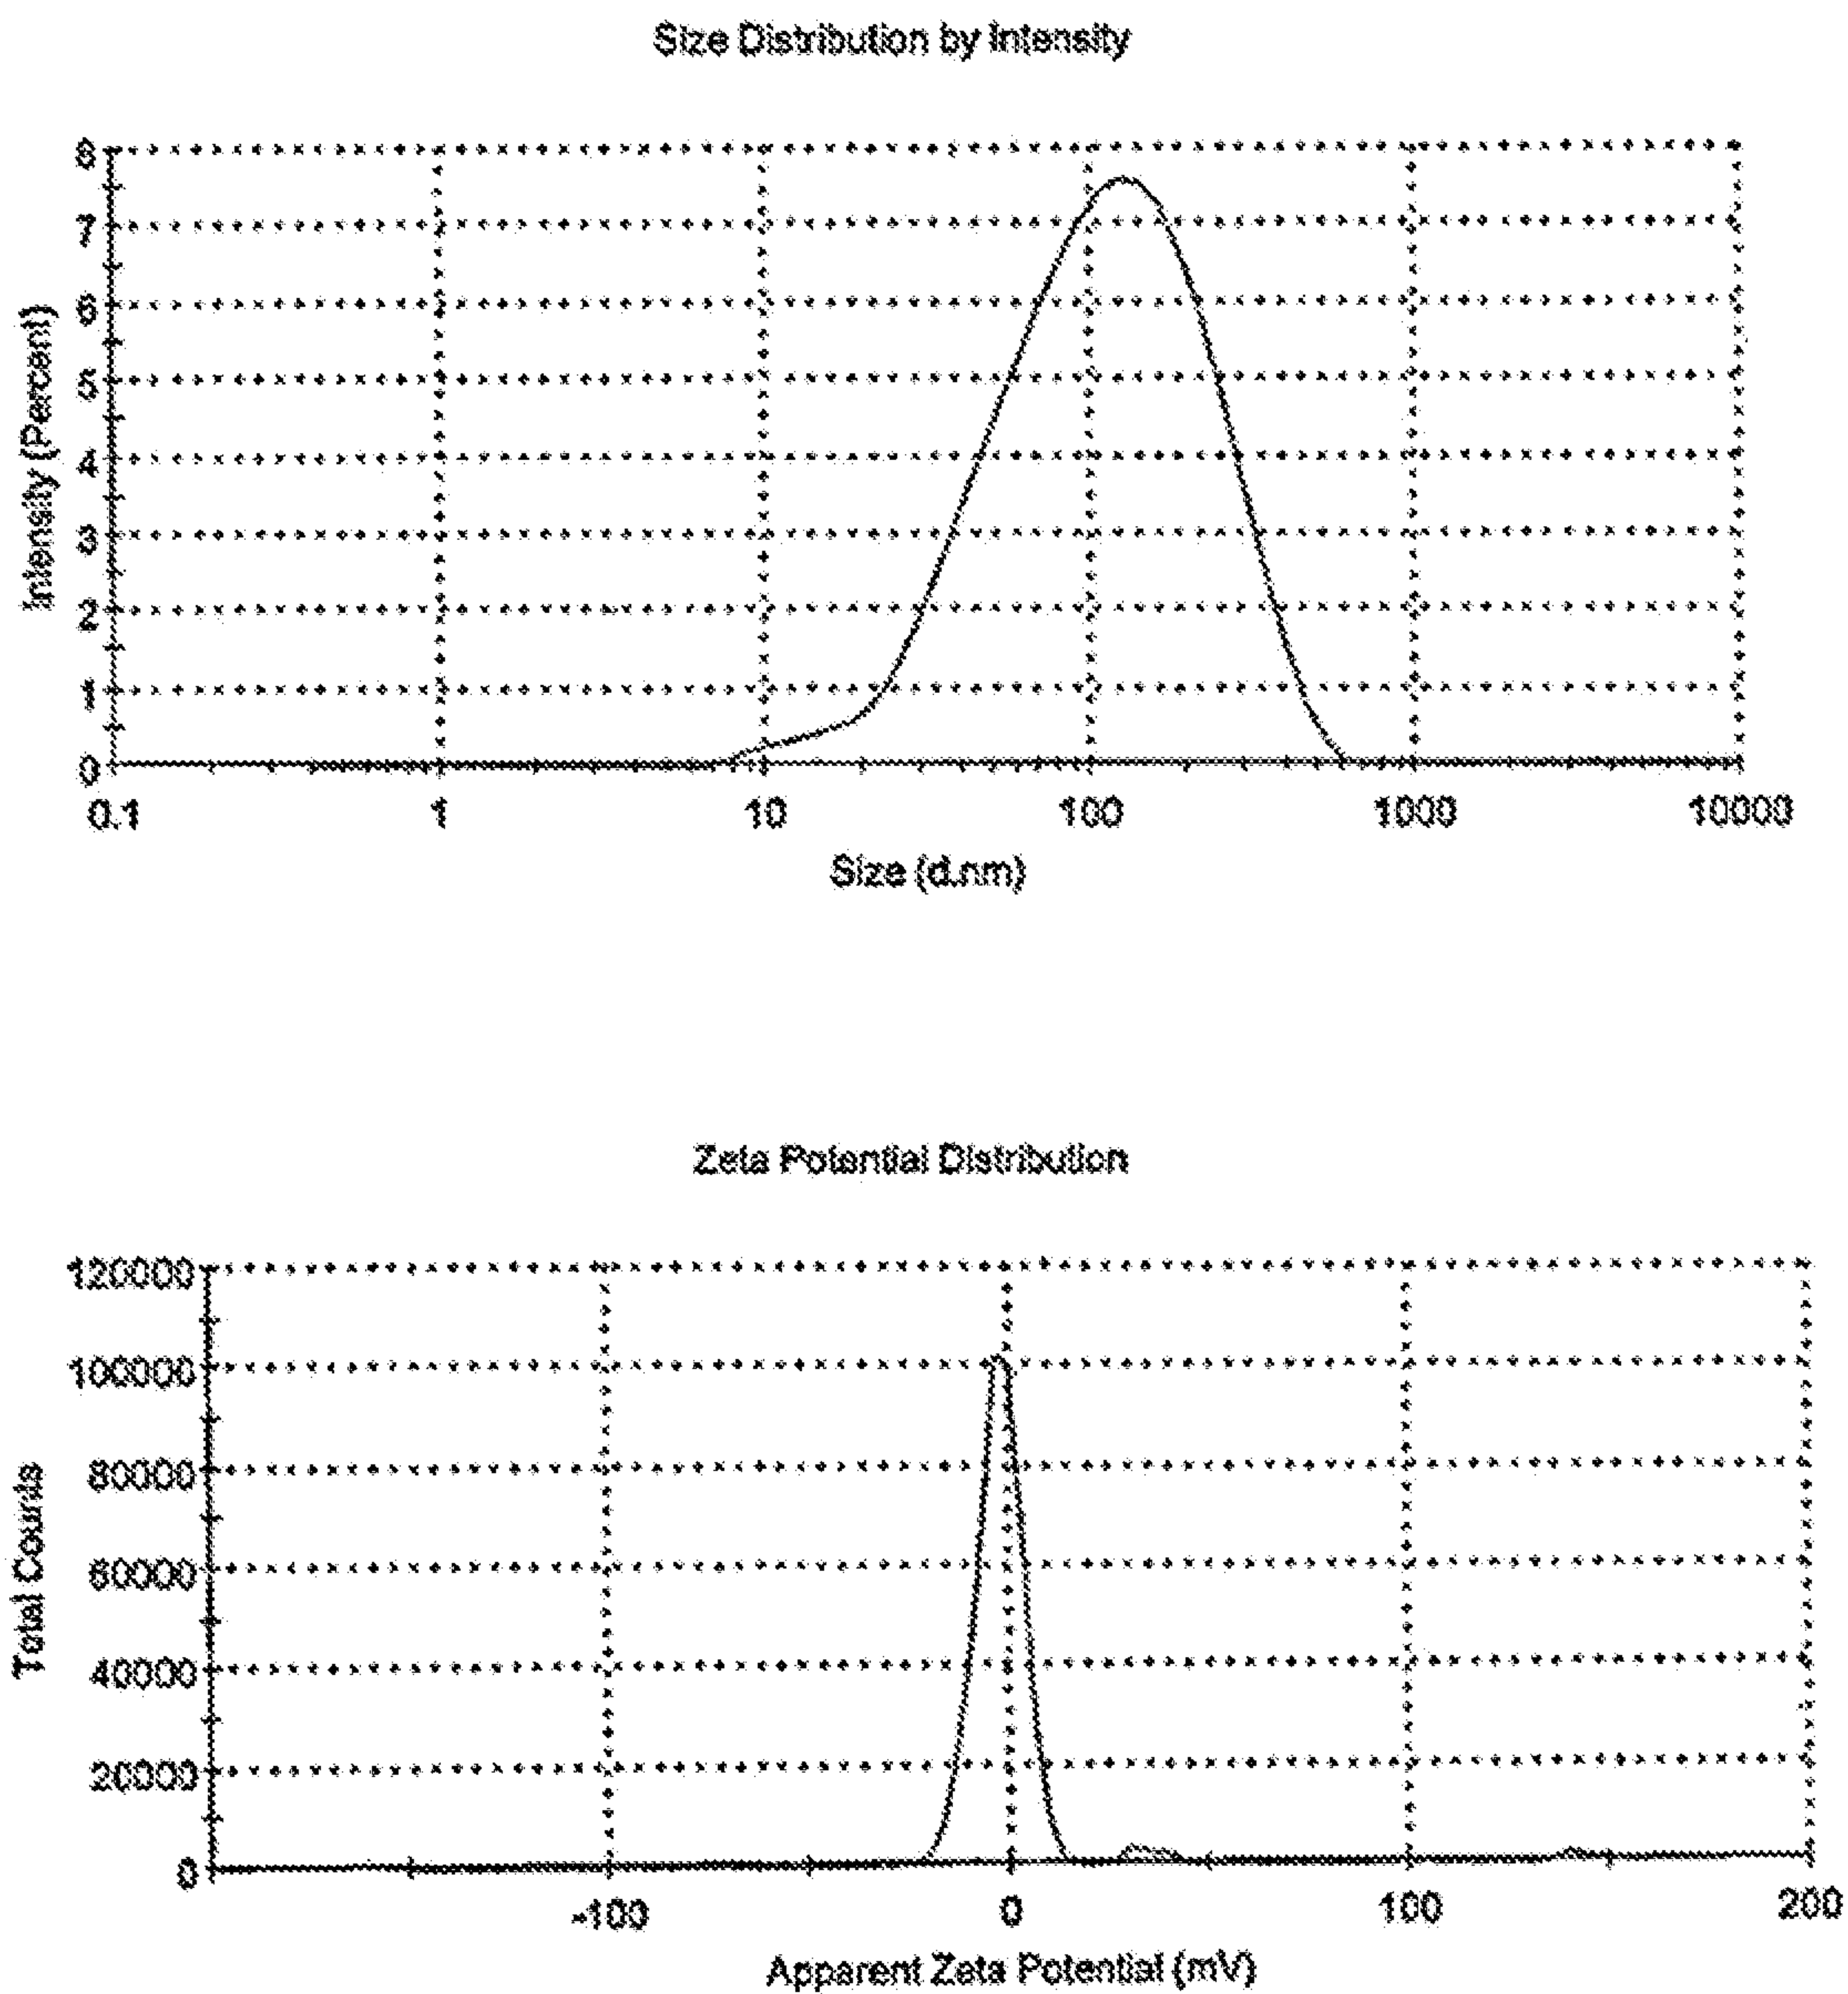 Size Distribution by Intensity
8
7
6
5
4
3
2
1
0
Intensity (Percent)
0.1 1 10 100 1000 10000
Size (d.nm)
Zeta Potential Distribution
120000
100000
80000
60000
40000
20000
0
Total Counts
-100 0 100 200
Apparent Zeta Potential (mV)